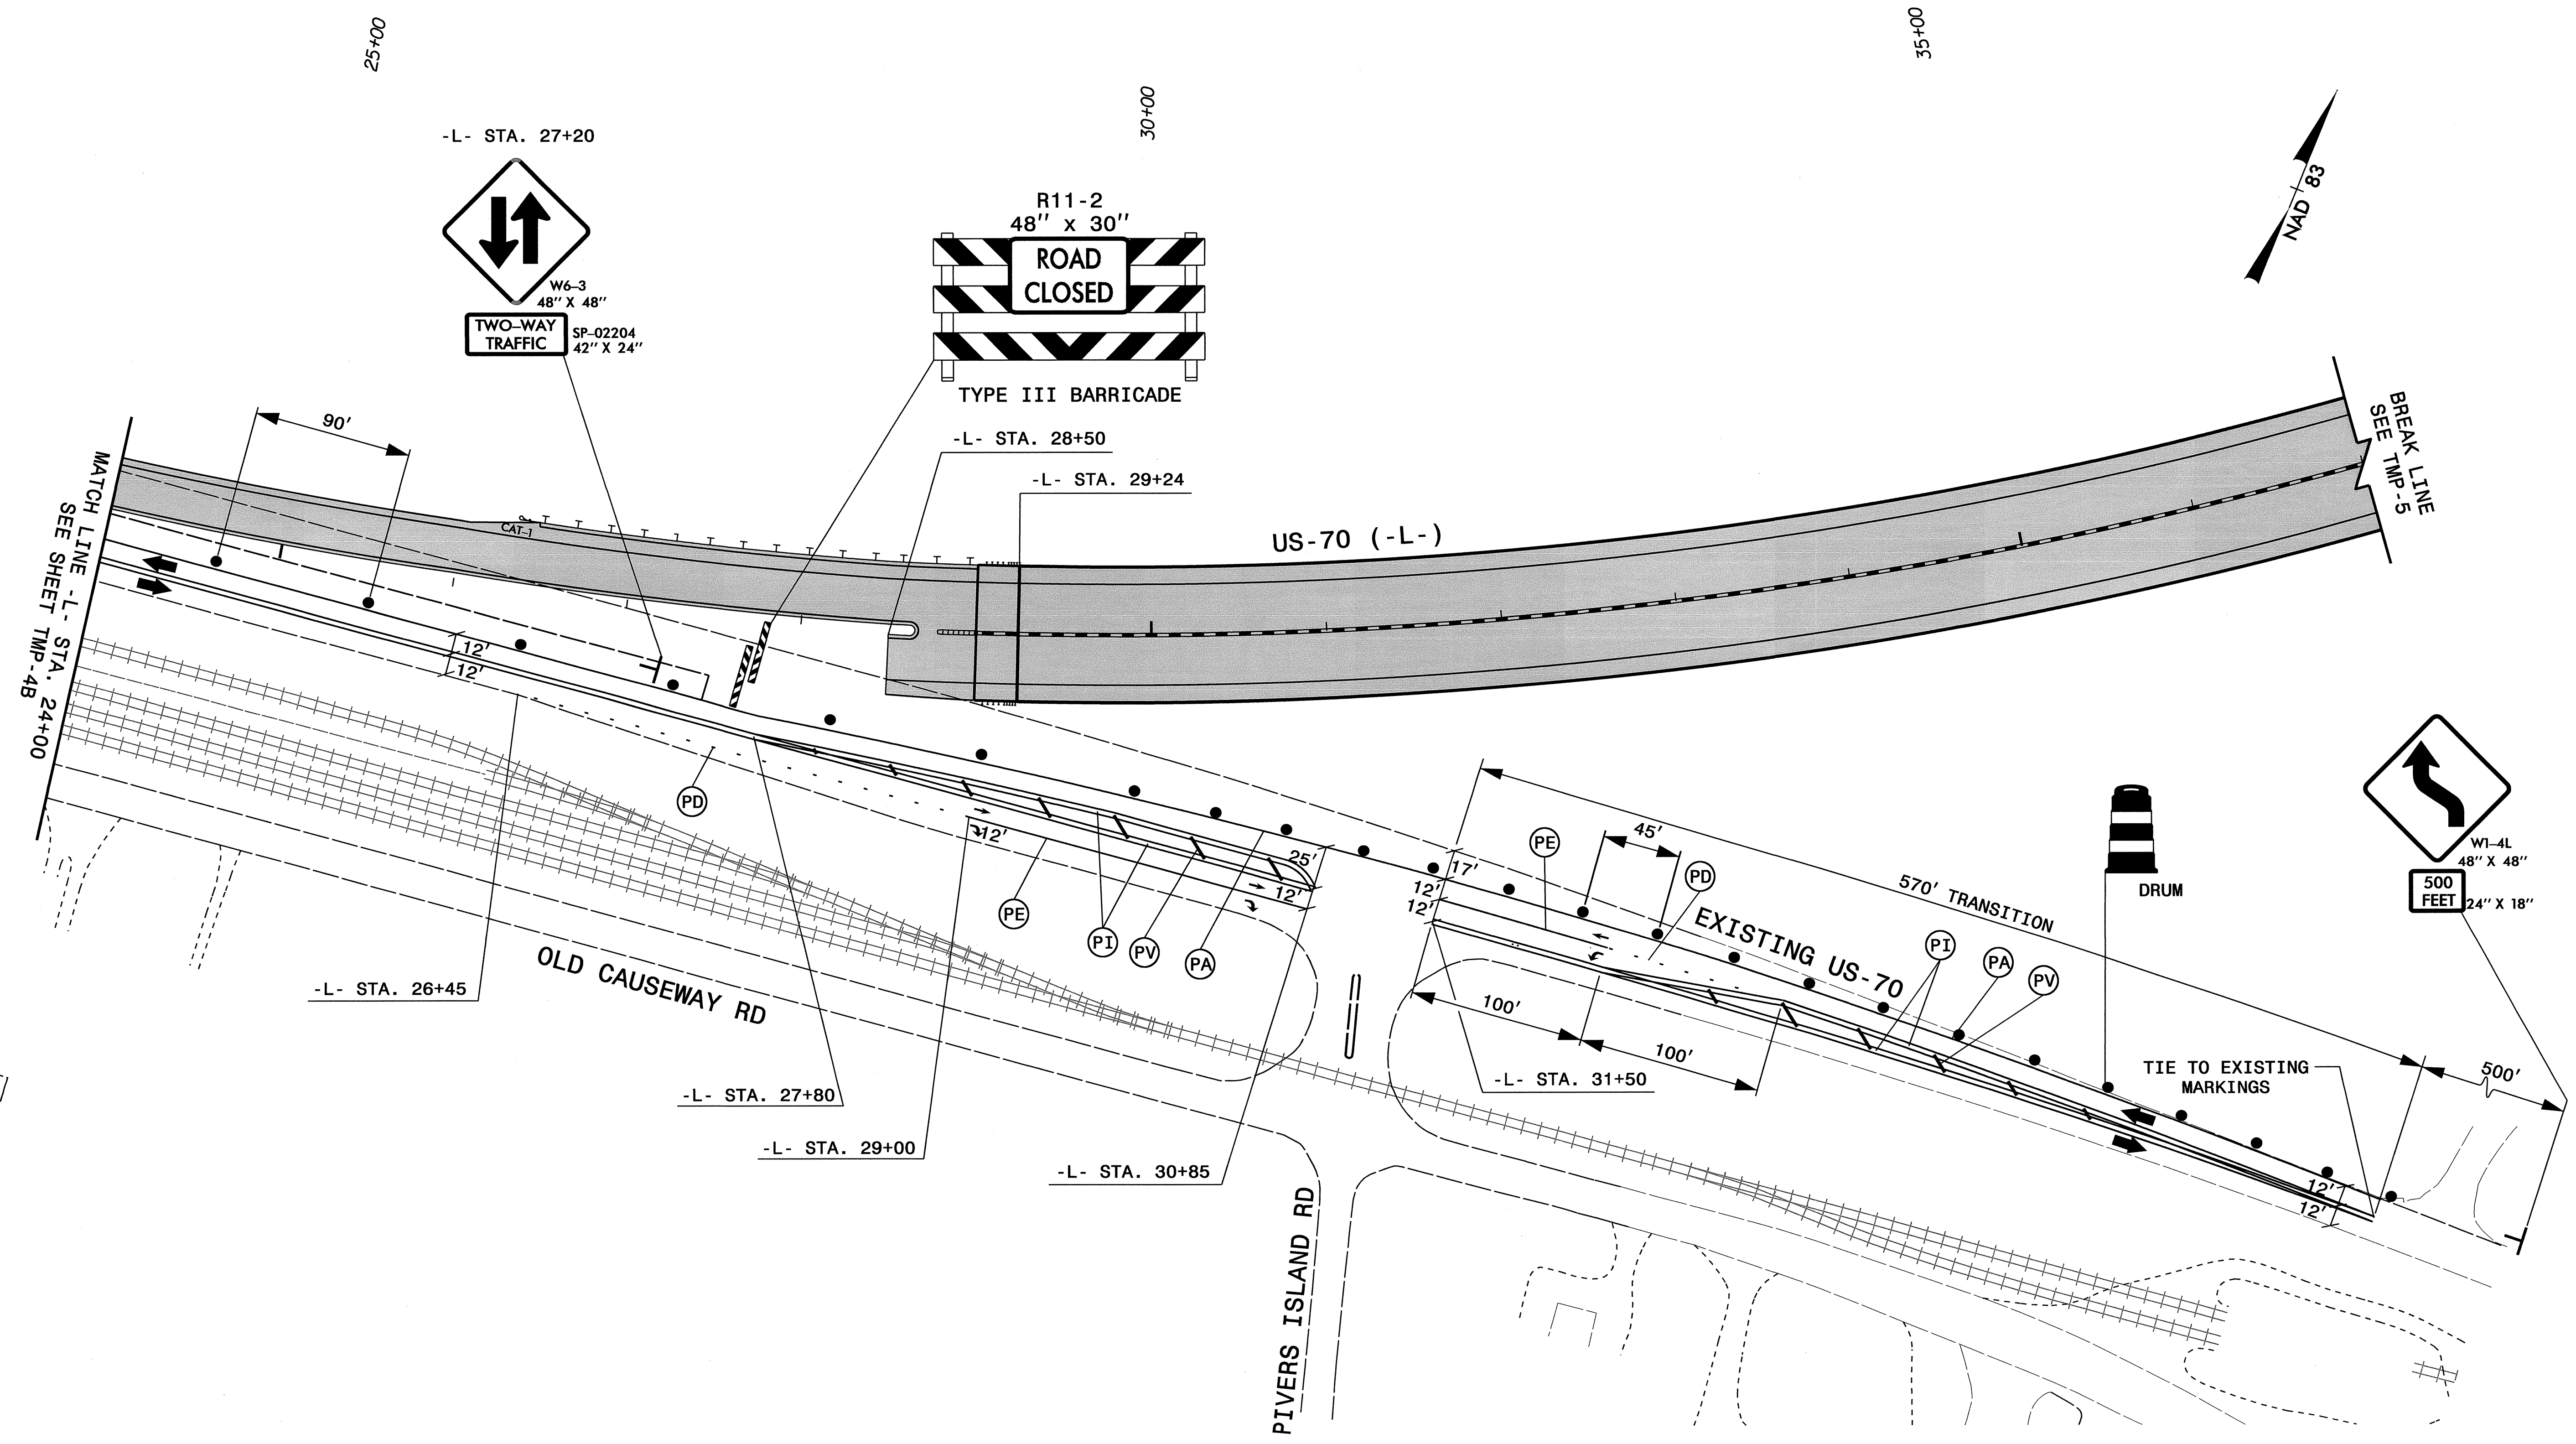 25+00
35+00
30+00
-L- STA. 27+20
NAD 83
R11-2
48" x 30"
ROAD
CLOSED
W6-3
48" X 48"
TWO-WAY
TRAFFIC
SP-02204
42" X 24"
TYPE III BARRICADE
90'
-L- STA. 28+50
-L- STA. 29+24
BREAK LINE
SEE TMP-5
MATCH LINE -L- STA. 24+00
SEE SHEET TMP-4B
CAT-1
US-70 (-L-)
12'
12'
PD
12'
PE
PI
PV
PA
25'
12'
17'
12'
12'
PE
45'
PD
570' TRANSITION
EXISTING US-70
DRUM
W1-4L
48" X 48"
500
FEET
24" X 18"
PI
PA
PV
OLD CAUSEWAY RD
-L- STA. 26+45
100'
100'
-L- STA. 31+50
TIE TO EXISTING
MARKINGS
500'
-L- STA. 27+80
-L- STA. 29+00
-L- STA. 30+85
12'
12'
PIVERS ISLAND RD